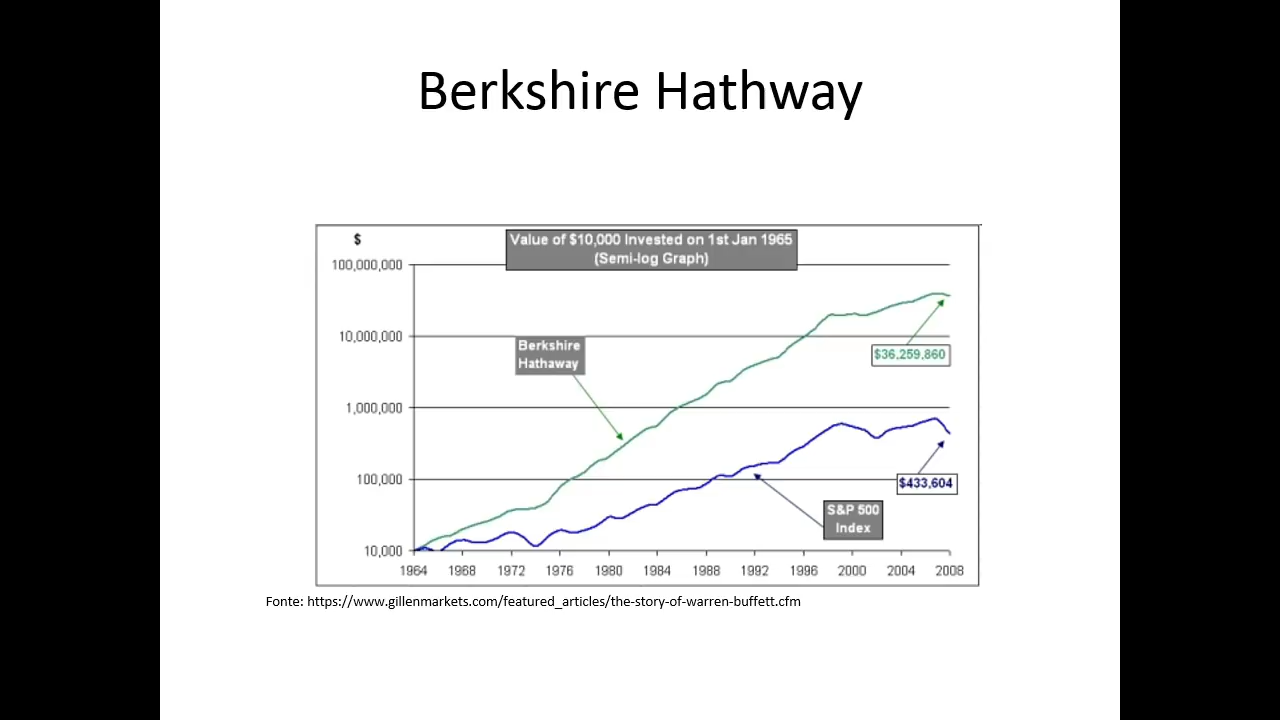 Berkshire Hathway
$
Value of $10,000 Invested on 1st Jan 1965
(Semi-log Graph)
100,000,000
10,000,000
1,000,000
100,000
10,000
Berkshire
Hathaway
$36,259,860
$433,604
S&P 500
Index
1964 1968 1972 1976 1980 1984 1988 1992 1996 2000 2004 2008
Fonte: https://www.gillenmarkets.com/featured_articles/the-story-of-warren-buffett.cfm